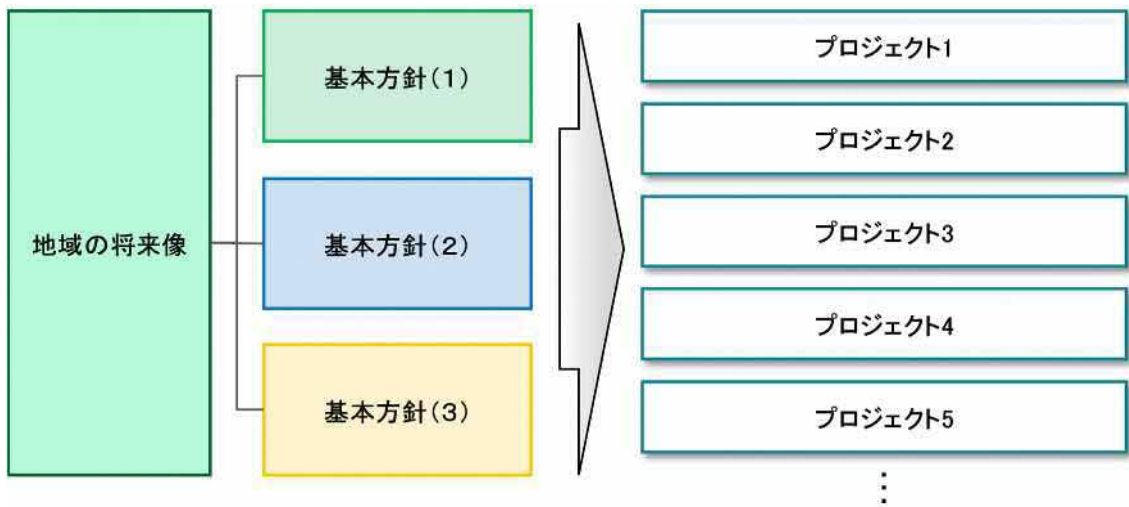 地域の将来像
基本方針(1)
基本方針(2)
基本方針(3)
プロジェクト1
プロジェクト2
プロジェクト3
プロジェクト4
プロジェクト5
⋮